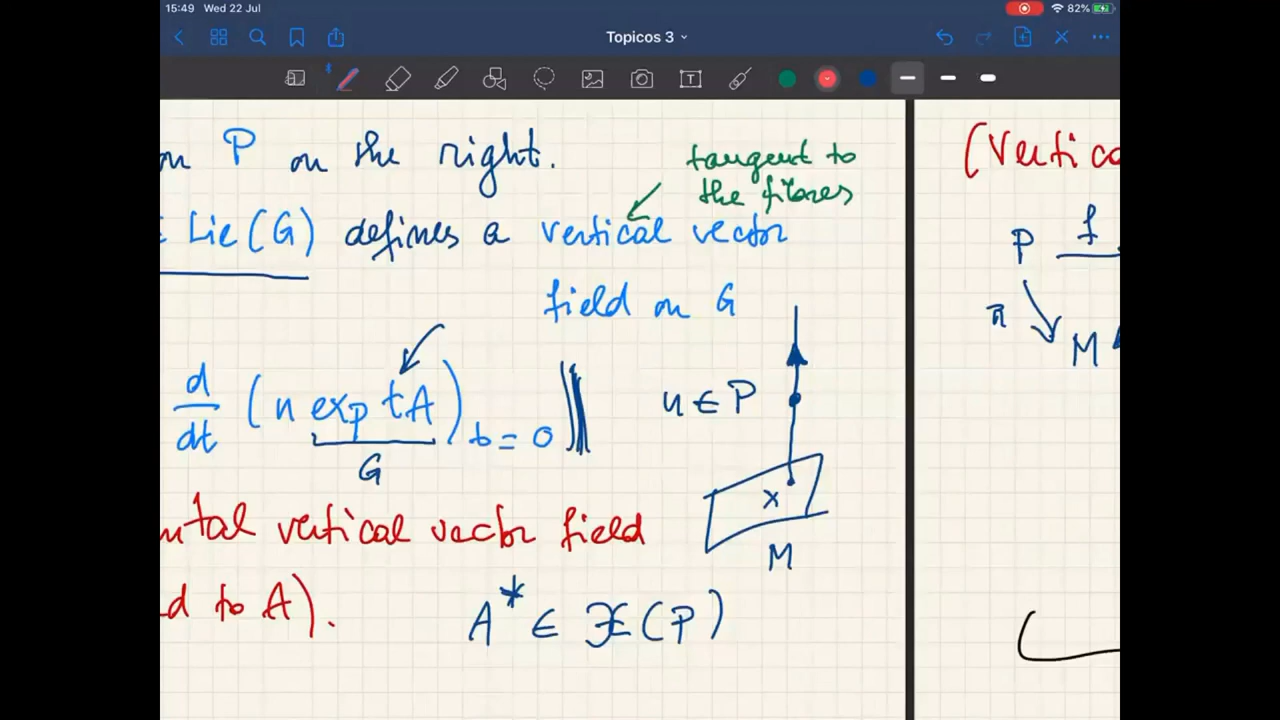 15:49 Wed 22 Jul
82%
Topicos 3
on P on the right.
tangent to
the fibres
∈ Lie(G) defines a vertical vector
field on G
d/dt (u exp tA)_{t=0}
G
u ∈ P
x
M
ntal vertical vector field
d to A).
A* ∈ 𝔛(P)
(Vertica
P f
π
M